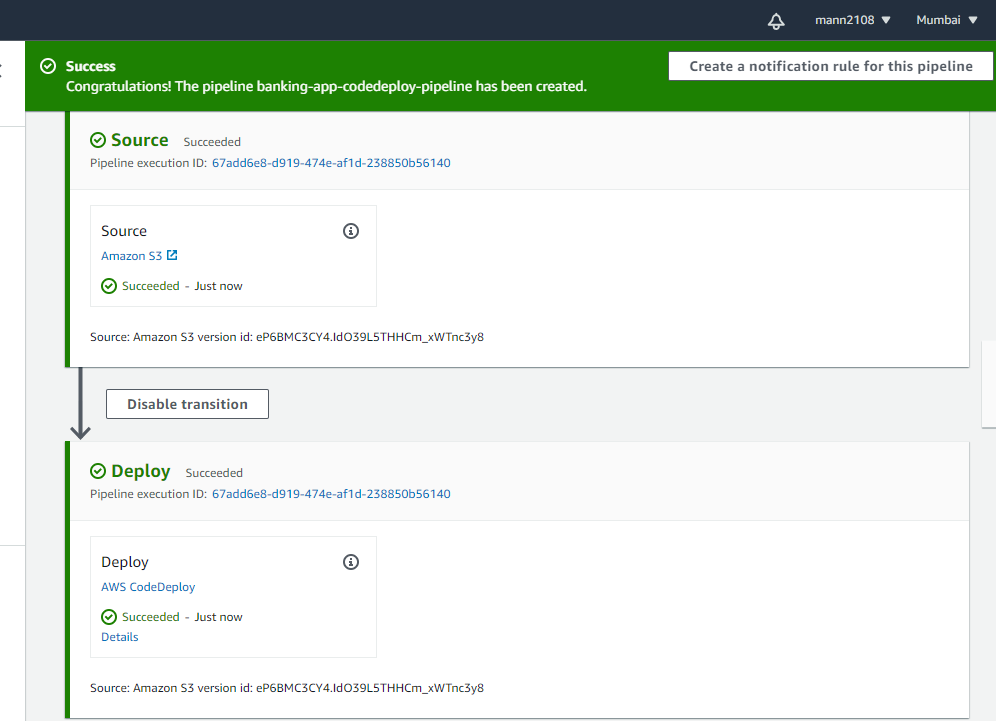 mann2108 Mumbai
Success
Congratulations! The pipeline banking-app-codedeploy-pipeline has been created.
Create a notification rule for this pipeline
Source Succeeded
Pipeline execution ID: 67add6e8-d919-474e-af1d-238850b56140
Source
Amazon S3
Succeeded - Just now
Source: Amazon S3 version id: eP6BMC3CY4.IdO39L5THHCm_xWTnc3y8
Disable transition
Deploy Succeeded
Pipeline execution ID: 67add6e8-d919-474e-af1d-238850b56140
Deploy
AWS CodeDeploy
Succeeded - Just now
Details
Source: Amazon S3 version id: eP6BMC3CY4.IdO39L5THHCm_xWTnc3y8